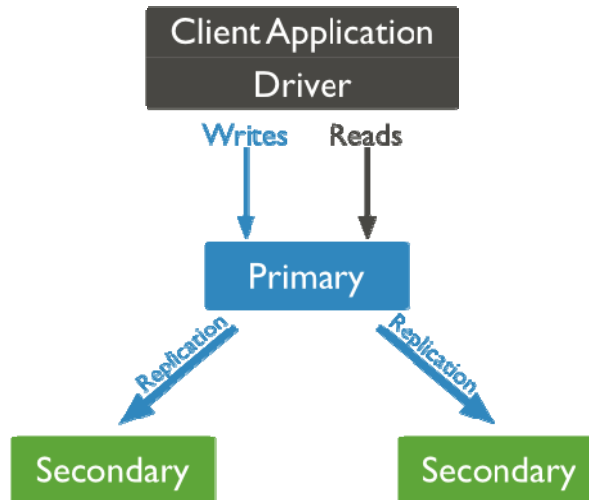 Client Application
Driver
Writes Reads
Primary
Replication Replication
Secondary Secondary